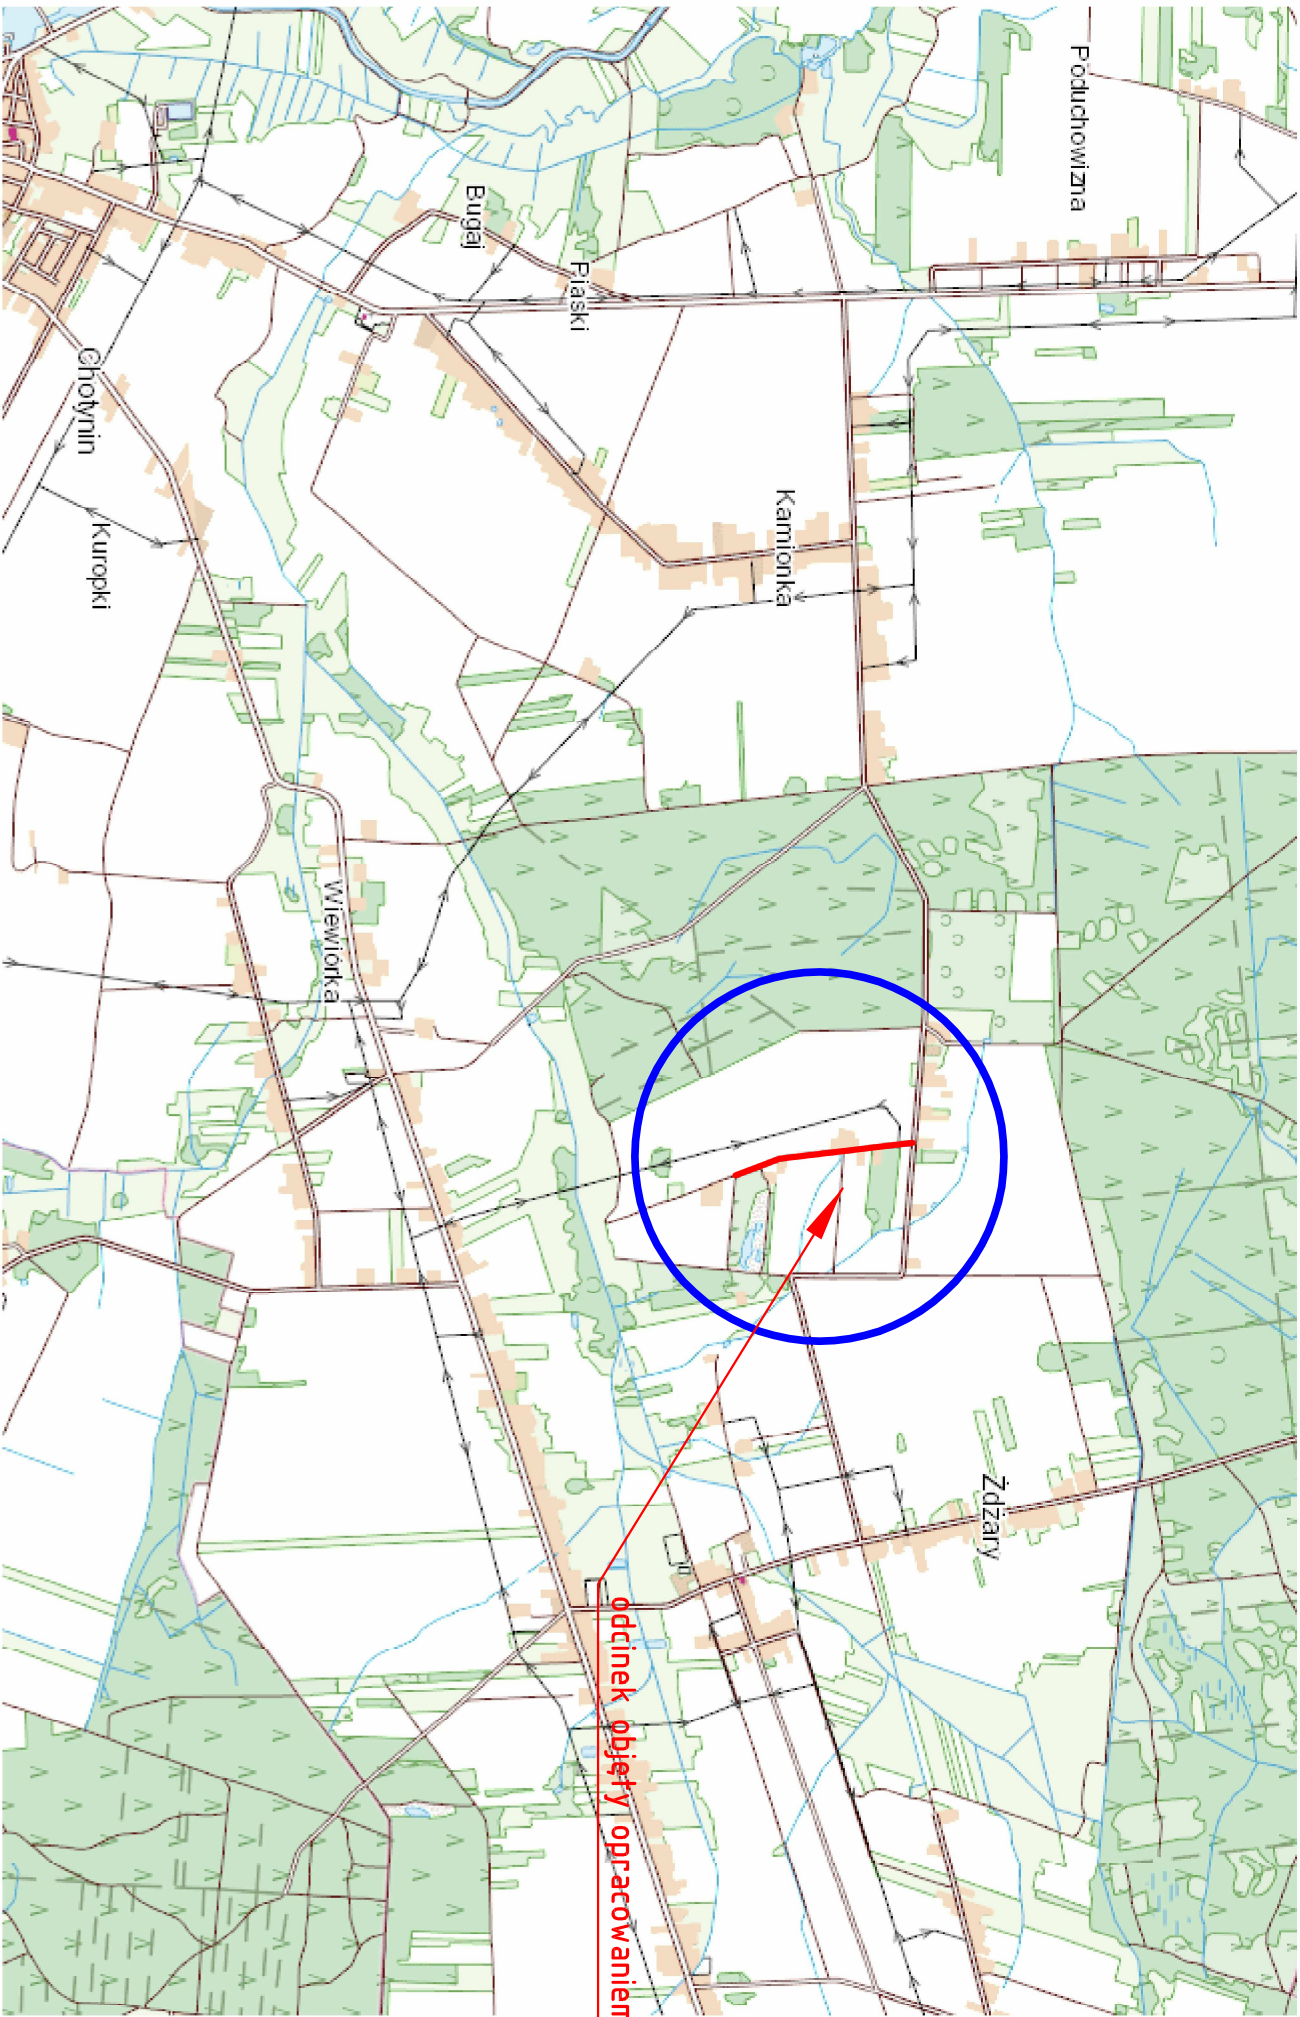 Poduchowizna
Bugaj
Piaski
Chotynin
Kuropki
Kamionka
Wiewiórka
Żdżary
odcinek objęty opracowaniem